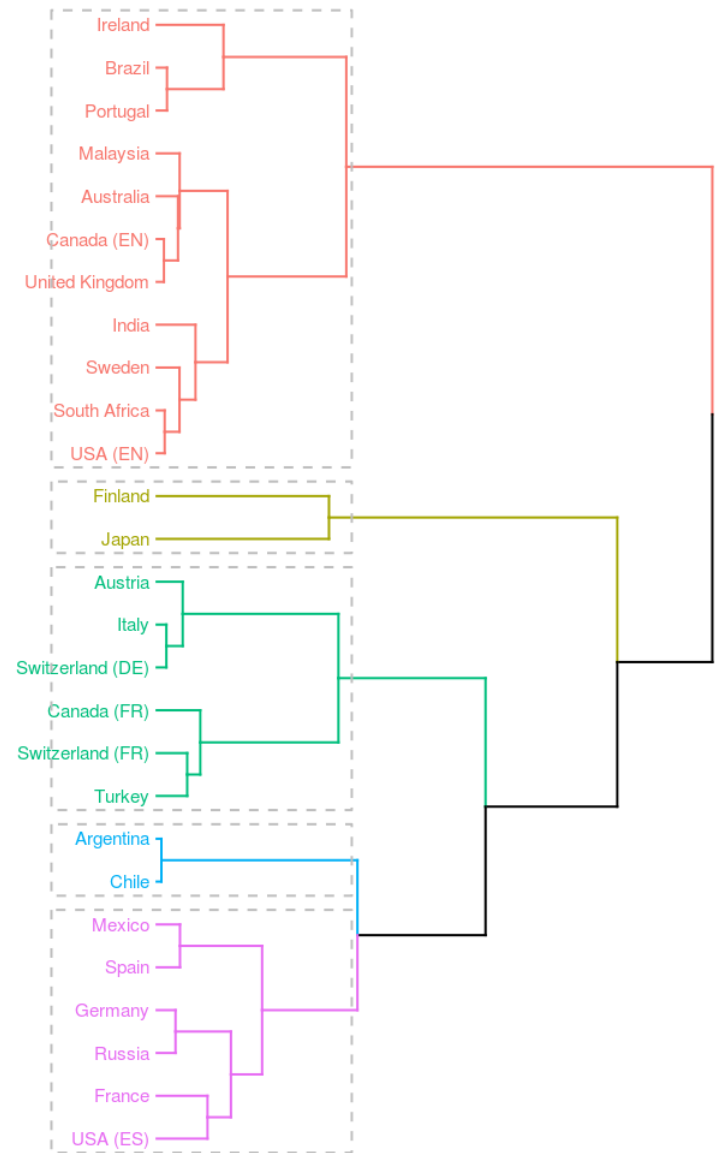 Ireland
Brazil
Portugal
Malaysia
Australia
Canada (EN)
United Kingdom
India
Sweden
South Africa
USA (EN)
Finland
Japan
Austria
Italy
Switzerland (DE)
Canada (FR)
Switzerland (FR)
Turkey
Argentina
Chile
Mexico
Spain
Germany
Russia
France
USA (ES)